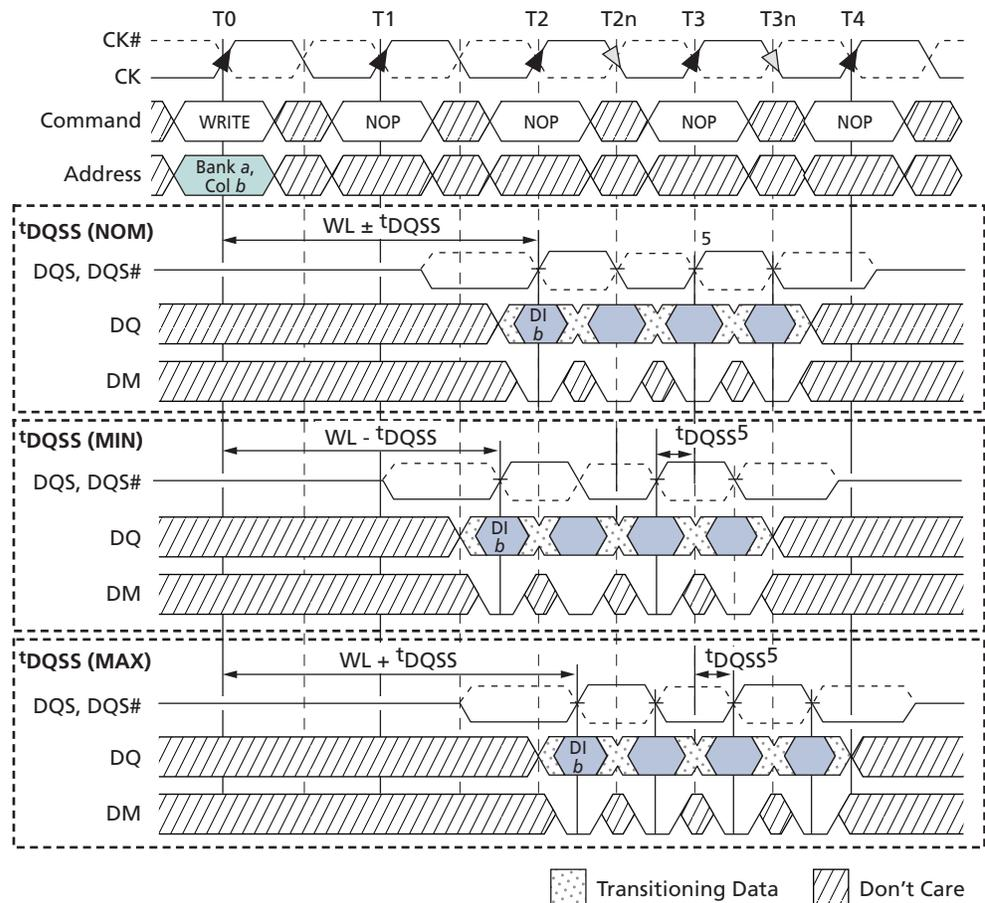 T0 T1 T2 T2n T3 T3n T4
CK#
CK
Command WRITE NOP NOP NOP NOP
Address Bank a,
Col b
tDQSS (NOM) WL ± tDQSS 5
DQS, DQS#
DQ DI
b
DM
tDQSS (MIN) WL - tDQSS tDQSS5
DQS, DQS#
DQ DI
b
DM
tDQSS (MAX) WL + tDQSS tDQSS5
DQS, DQS#
DQ DI
b
DM
Transitioning Data Don't Care